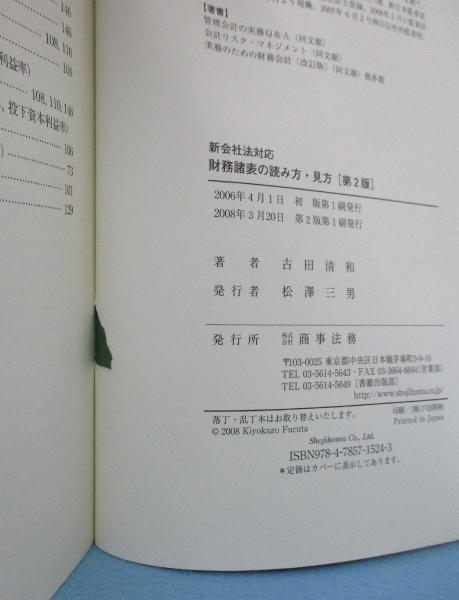 146
146
108, 110
109
利益率)
108, 110, 146
、投下資本利益率)
106
73
101
129
【著書】
管理会計の実務Q&A(同文舘)
会計リスク・マネジメント(同文舘)
実務のための財務会計〔改訂版〕(同文舘)他多数
新会社法対応
財務諸表の読み方・見方[第2版]
2006年4月1日 初 版第1刷発行
2008年3月20日 第2版第1刷発行
著 者 古田清和
発行者 松澤三男
発行所 株式会社 商事法務
〒103-0025 東京都中央区日本橋茅場町3-9-10
TEL 03-5614-5643・FAX 03-3664-8844[営業部]
TEL 03-5614-5649[書籍出版部]
http://www.shojihomu.co.jp/
落丁・乱丁本はお取り替えいたします。
© 2008 Kiyokazu Furuta
Printed in Japan
Shojihomu Co., Ltd.
ISBN978-4-7857-1524-3
*定価はカバーに表示してあります。